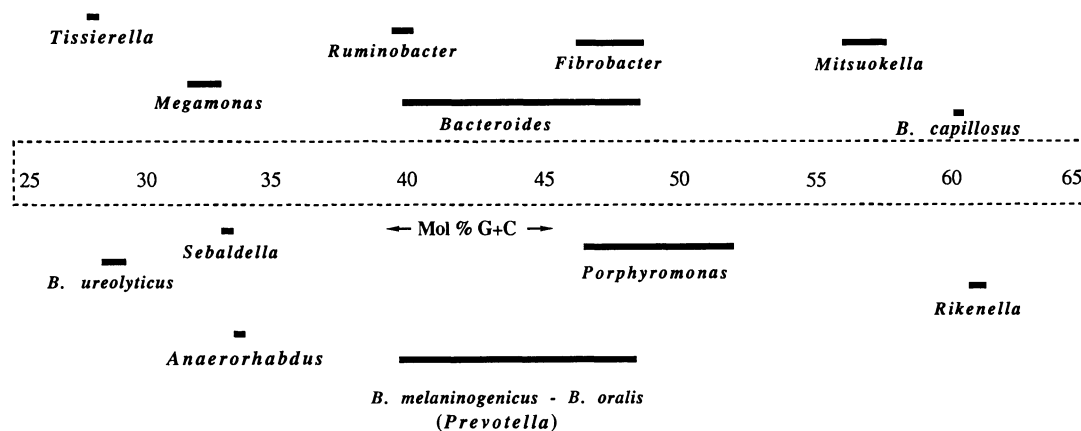 Tissierella
Ruminobacter
Fibrobacter
Mitsuokella
Megamonas
Bacteroides
B. capillosus
25 30 35 40 45 50 55 60 65
← Mol % G+C →
Sebaldella
Porphyromonas
B. ureolyticus
Rikenella
Anaerorhabdus
B. melaninogenicus - B. oralis
(Prevotella)